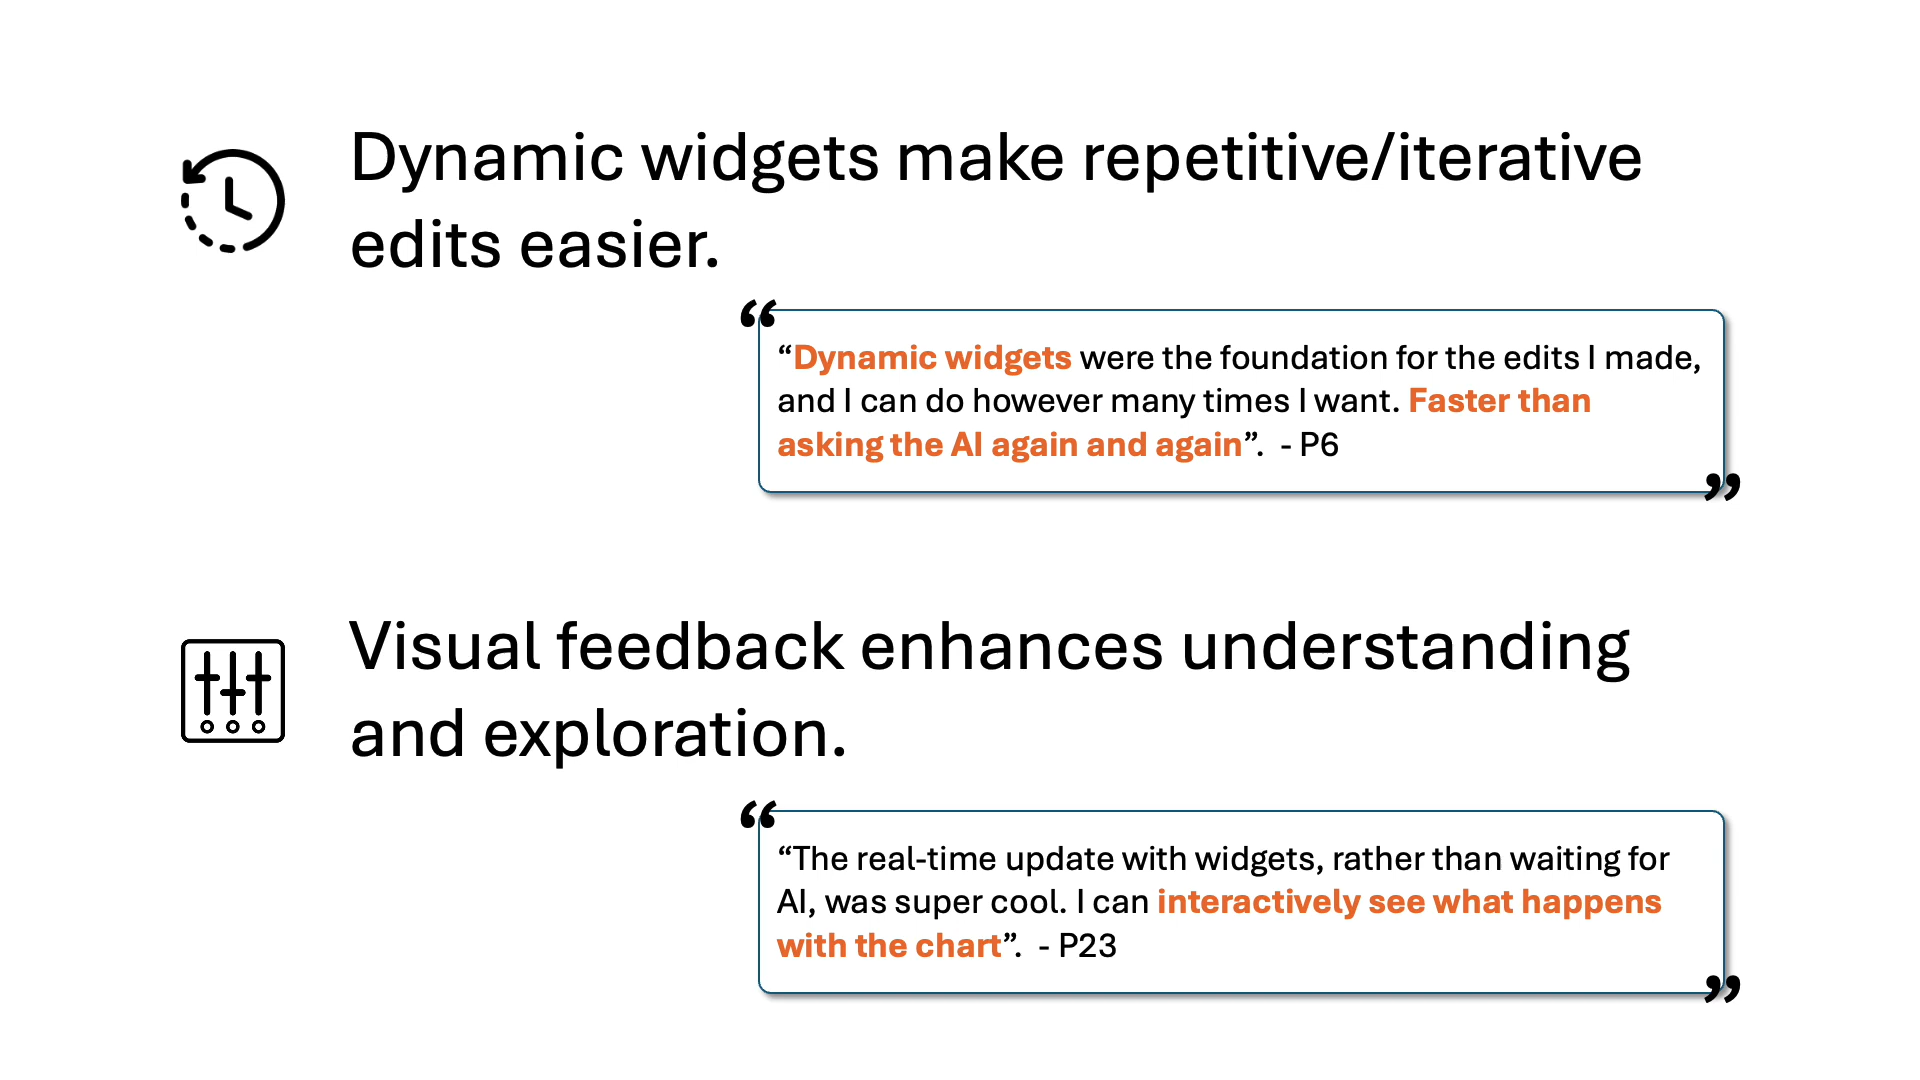 Dynamic widgets make repetitive/iterative
edits easier.
“
“Dynamic widgets were the foundation for the edits I made,
and I can do however many times I want. Faster than
asking the AI again and again”.  - P6
”
Visual feedback enhances understanding
and exploration.
“
“The real-time update with widgets, rather than waiting for
AI, was super cool. I can interactively see what happens
with the chart”.  - P23
”